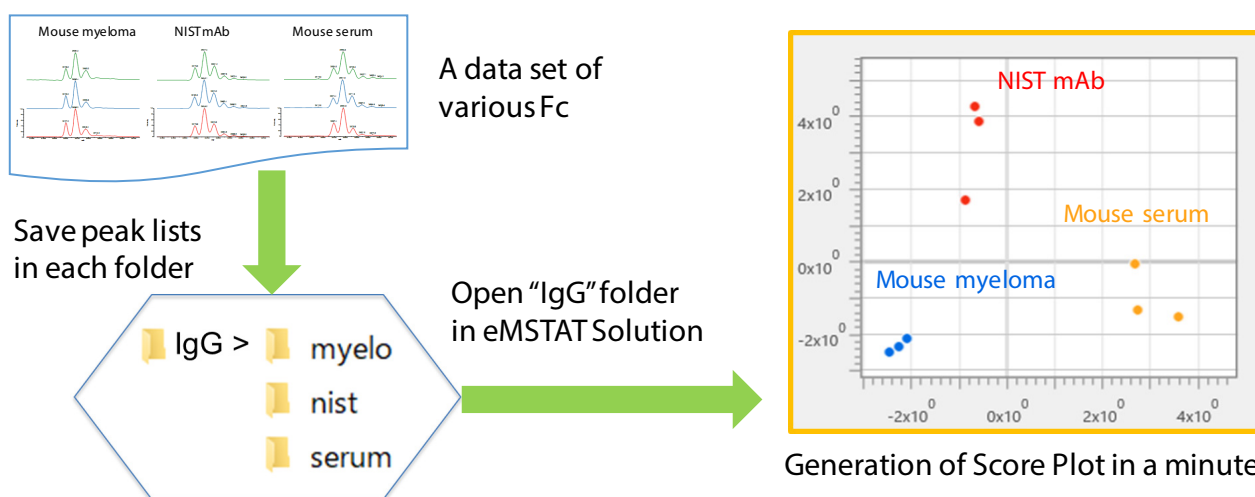 Mouse myeloma
NISTmAb
Mouse serum
A data set of
various Fc
Save peak lists
in each folder
IgG >
myelo
nist
serum
Open “IgG” folder
in eMSTAT Solution
NIST mAb
Mouse serum
Mouse myeloma
4x10⁰
2x10⁰
0x10⁰
-2x10⁰
-2x10⁰
0x10⁰
2x10⁰
4x10⁰
Generation of Score Plot in a minute